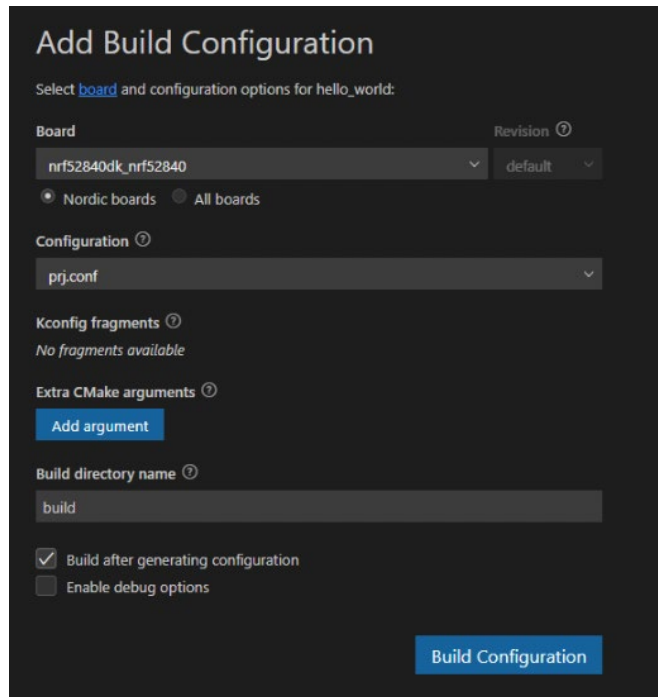 Add Build Configuration
Select board and configuration options for hello_world:
Board Revision
nrf52840dk_nrf52840 default
Nordic boards All boards
Configuration
prj.conf
Kconfig fragments
No fragments available
Extra CMake arguments
Add argument
Build directory name
build
Build after generating configuration
Enable debug options
Build Configuration